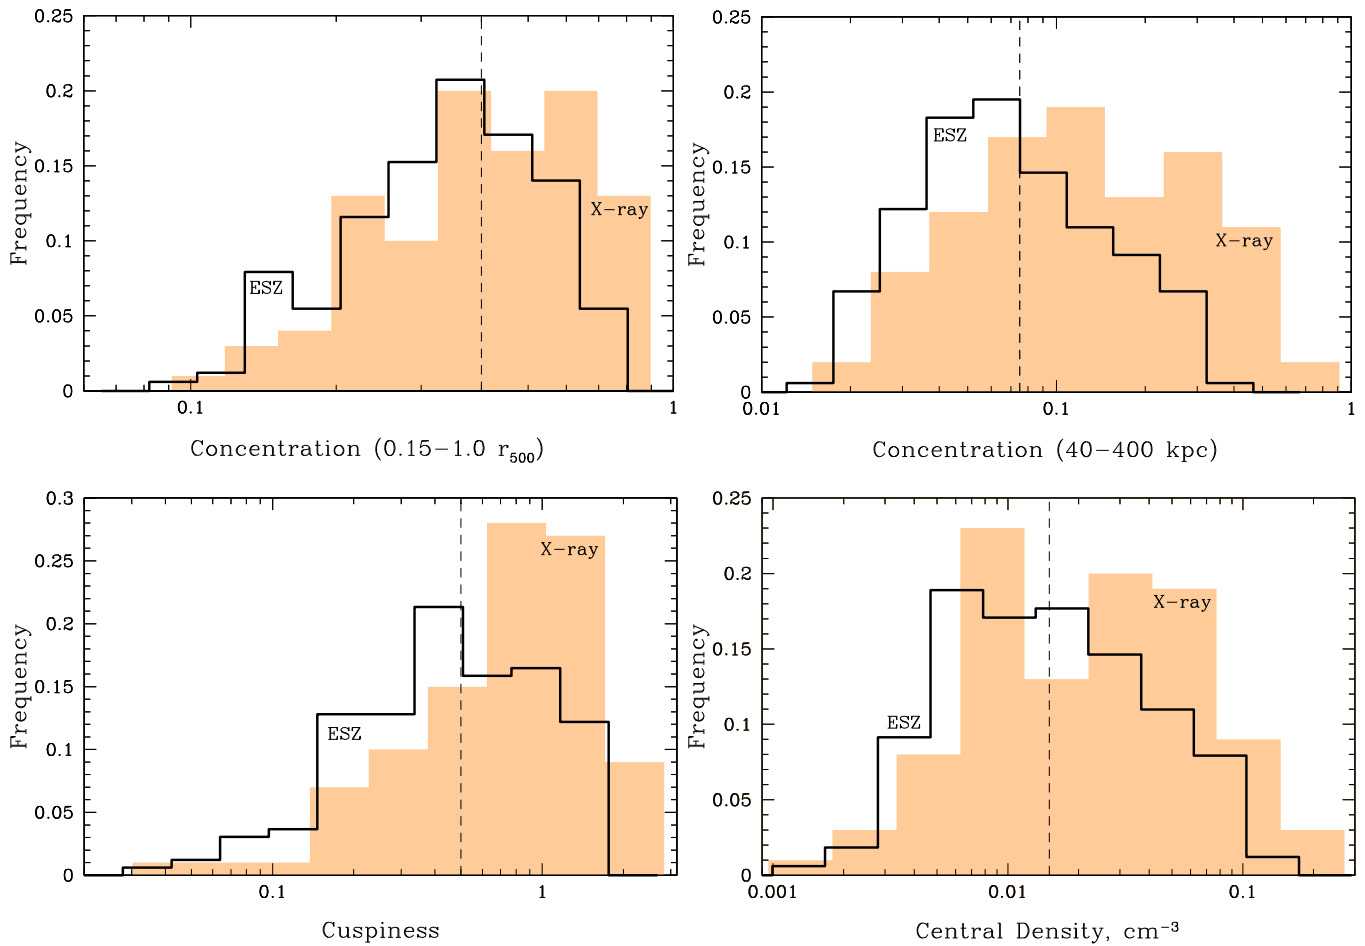 0.25
0.2
0.15
0.1
0.05
0
Frequency
ESZ
X-ray
0.1
1
Concentration (0.15-1.0 r500)
0.25
0.2
0.15
0.1
0.05
0
Frequency
ESZ
X-ray
0.01
0.1
1
Concentration (40-400 kpc)
0.3
0.25
0.2
0.15
0.1
0.05
0
Frequency
X-ray
ESZ
0.1
1
Cuspiness
0.25
0.2
0.15
0.1
0.05
0
Frequency
X-ray
ESZ
0.001
0.01
0.1
Central Density, cm-3